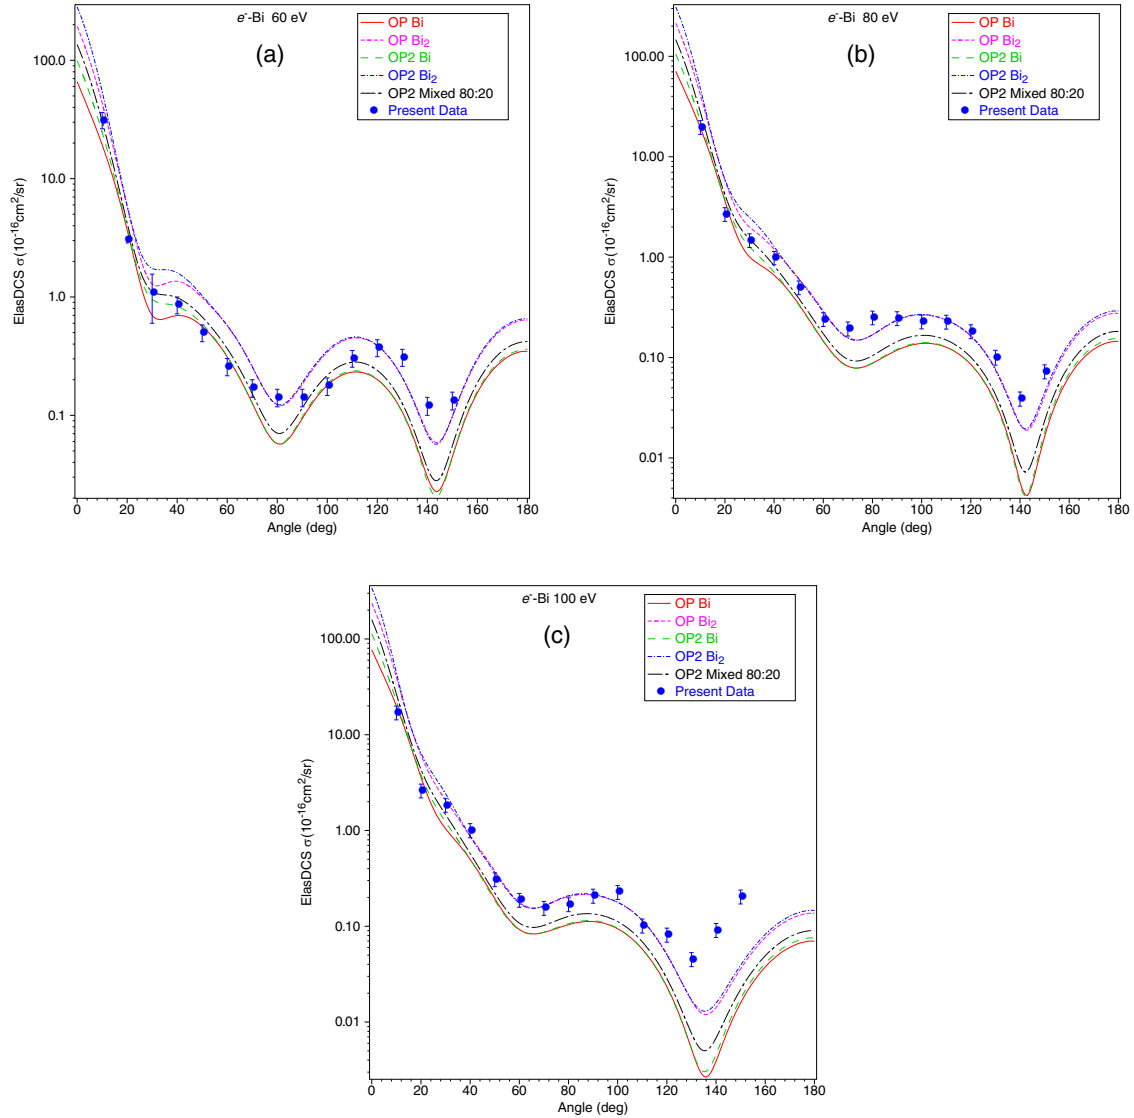 e⁻-Bi 60 eV
(a)
OP Bi
OP Bi₂
OP2 Bi
OP2 Bi₂
OP2 Mixed 80:20
Present Data
ElasDCS σ(10⁻¹⁶cm²/sr)
100.0
10.0
1.0
0.1
0 20 40 60 80 100 120 140 160 180
Angle (deg)
e⁻-Bi 80 eV
(b)
OP Bi
OP Bi₂
OP2 Bi
OP2 Bi₂
OP2 Mixed 80:20
Present Data
ElasDCS σ(10⁻¹⁶cm²/sr)
100.00
10.00
1.00
0.10
0.01
0 20 40 60 80 100 120 140 160 180
Angle (deg)
e⁻-Bi 100 eV
(c)
OP Bi
OP Bi₂
OP2 Bi
OP2 Bi₂
OP2 Mixed 80:20
Present Data
ElasDCS σ(10⁻¹⁶cm²/sr)
100.00
10.00
1.00
0.10
0.01
0 20 40 60 80 100 120 140 160 180
Angle (deg)